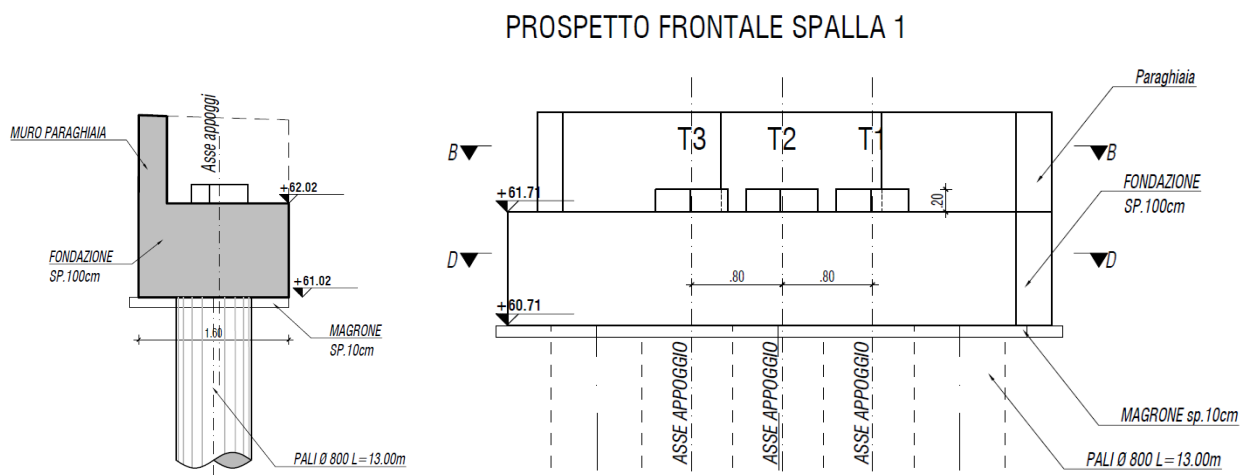 PROSPETTO FRONTALE SPALLA 1
MURO PARAGHIAIA
Asse appoggi
+62.02
FONDAZIONE
SP.100cm
+61.02
1.60
MAGRONE
SP.10cm
PALI Ø 800 L=13.00m
Paraghiaia
T3 T2 T1
B B
+61.71
.20
FONDAZIONE
SP.100cm
D D
.80 .80
+60.71
ASSE APPOGGIO
ASSE APPOGGIO
ASSE APPOGGIO
MAGRONE sp.10cm
PALI Ø 800 L=13.00m